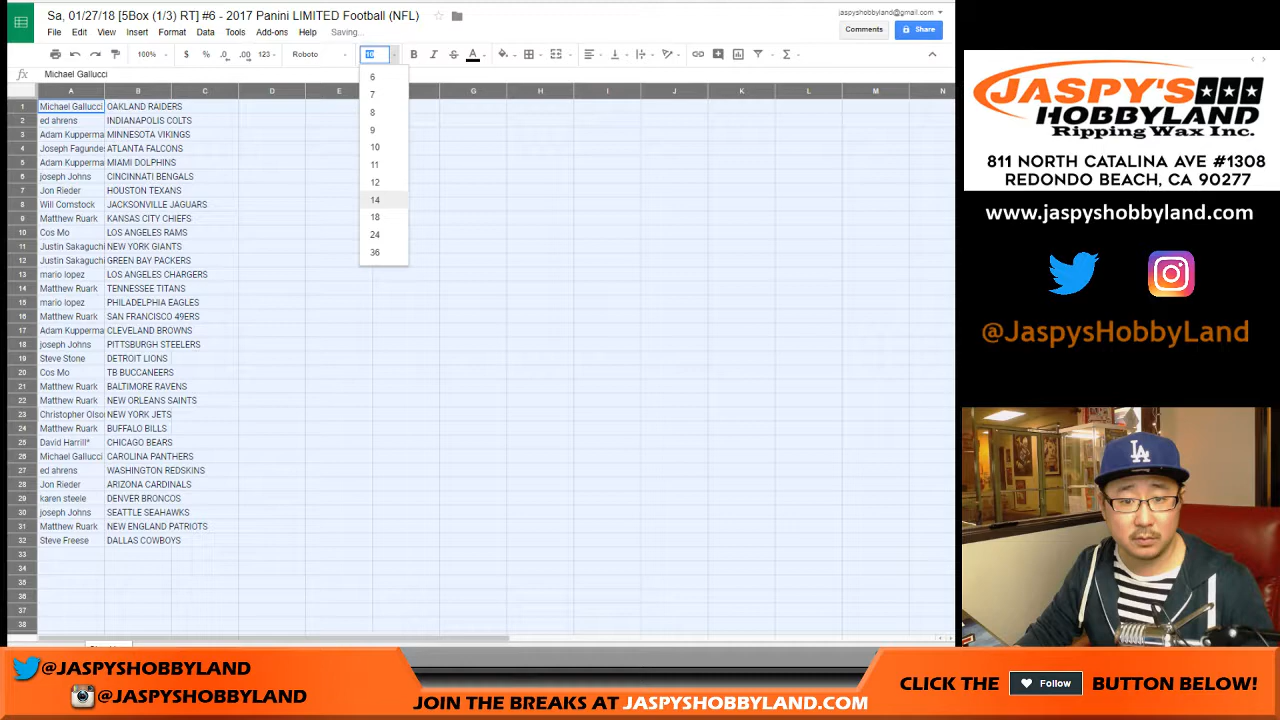 Sa, 01/27/18 [5Box (1/3) RT] #6 - 2017 Panini LIMITED Football (NFL)
jaspyshobbyland@gmail.com
File Edit View Insert Format Data Tools Add-ons Help Saving...
Comments
Share
100% $ % .0 .00 123 Roboto 10 B I S A
fx Michael Gallucci
A B C D E G H I J K L M N
1 Michael Gallucci OAKLAND RAIDERS
2 ed ahrens INDIANAPOLIS COLTS
3 Adam Kupperma MINNESOTA VIKINGS
4 Joseph Fagundes ATLANTA FALCONS
5 Adam Kupperma MIAMI DOLPHINS
6 joseph Johns CINCINNATI BENGALS
7 Jon Rieder HOUSTON TEXANS
8 Will Comstock JACKSONVILLE JAGUARS
9 Matthew Ruark KANSAS CITY CHIEFS
10 Cos Mo LOS ANGELES RAMS
11 Justin Sakaguchi NEW YORK GIANTS
12 Justin Sakaguchi GREEN BAY PACKERS
13 mario lopez LOS ANGELES CHARGERS
14 Matthew Ruark TENNESSEE TITANS
15 mario lopez PHILADELPHIA EAGLES
16 Matthew Ruark SAN FRANCISCO 49ERS
17 Adam Kupperma CLEVELAND BROWNS
18 joseph Johns PITTSBURGH STEELERS
19 Steve Stone DETROIT LIONS
20 Cos Mo TB BUCCANEERS
21 Matthew Ruark BALTIMORE RAVENS
22 Matthew Ruark NEW ORLEANS SAINTS
23 Christopher Olso NEW YORK JETS
24 Matthew Ruark BUFFALO BILLS
25 David Harrill* CHICAGO BEARS
26 Michael Gallucci CAROLINA PANTHERS
27 ed ahrens WASHINGTON REDSKINS
28 Jon Rieder ARIZONA CARDINALS
29 karen steele DENVER BRONCOS
30 joseph Johns SEATTLE SEAHAWKS
31 Matthew Ruark NEW ENGLAND PATRIOTS
32 Steve Freese DALLAS COWBOYS
33
34
35
36
37
38
6
7
8
9
10
11
12
14
18
24
36
JASPY'S
HOBBYLAND
Ripping Wax Inc.
811 NORTH CATALINA AVE #1308
REDONDO BEACH, CA 90277
www.jaspyshobbyland.com
@JaspysHobbyLand
LA
@JASPYSHOBBYLAND
@JASPYSHOBBYLAND
JOIN THE BREAKS AT JASPYSHOBBYLAND.COM
CLICK THE Follow BUTTON BELOW!